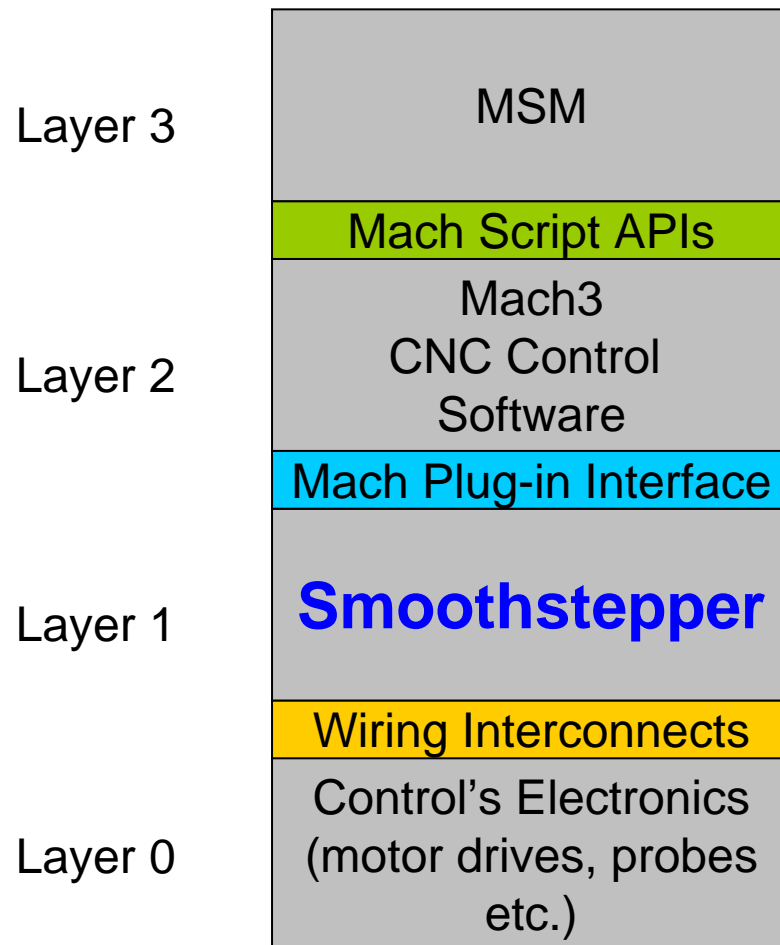 Layer 3
MSM
Mach Script APIs
Layer 2
Mach3
CNC Control
Software
Mach Plug-in Interface
Layer 1
Smoothstepper
Wiring Interconnects
Layer 0
Control’s Electronics
(motor drives, probes
etc.)